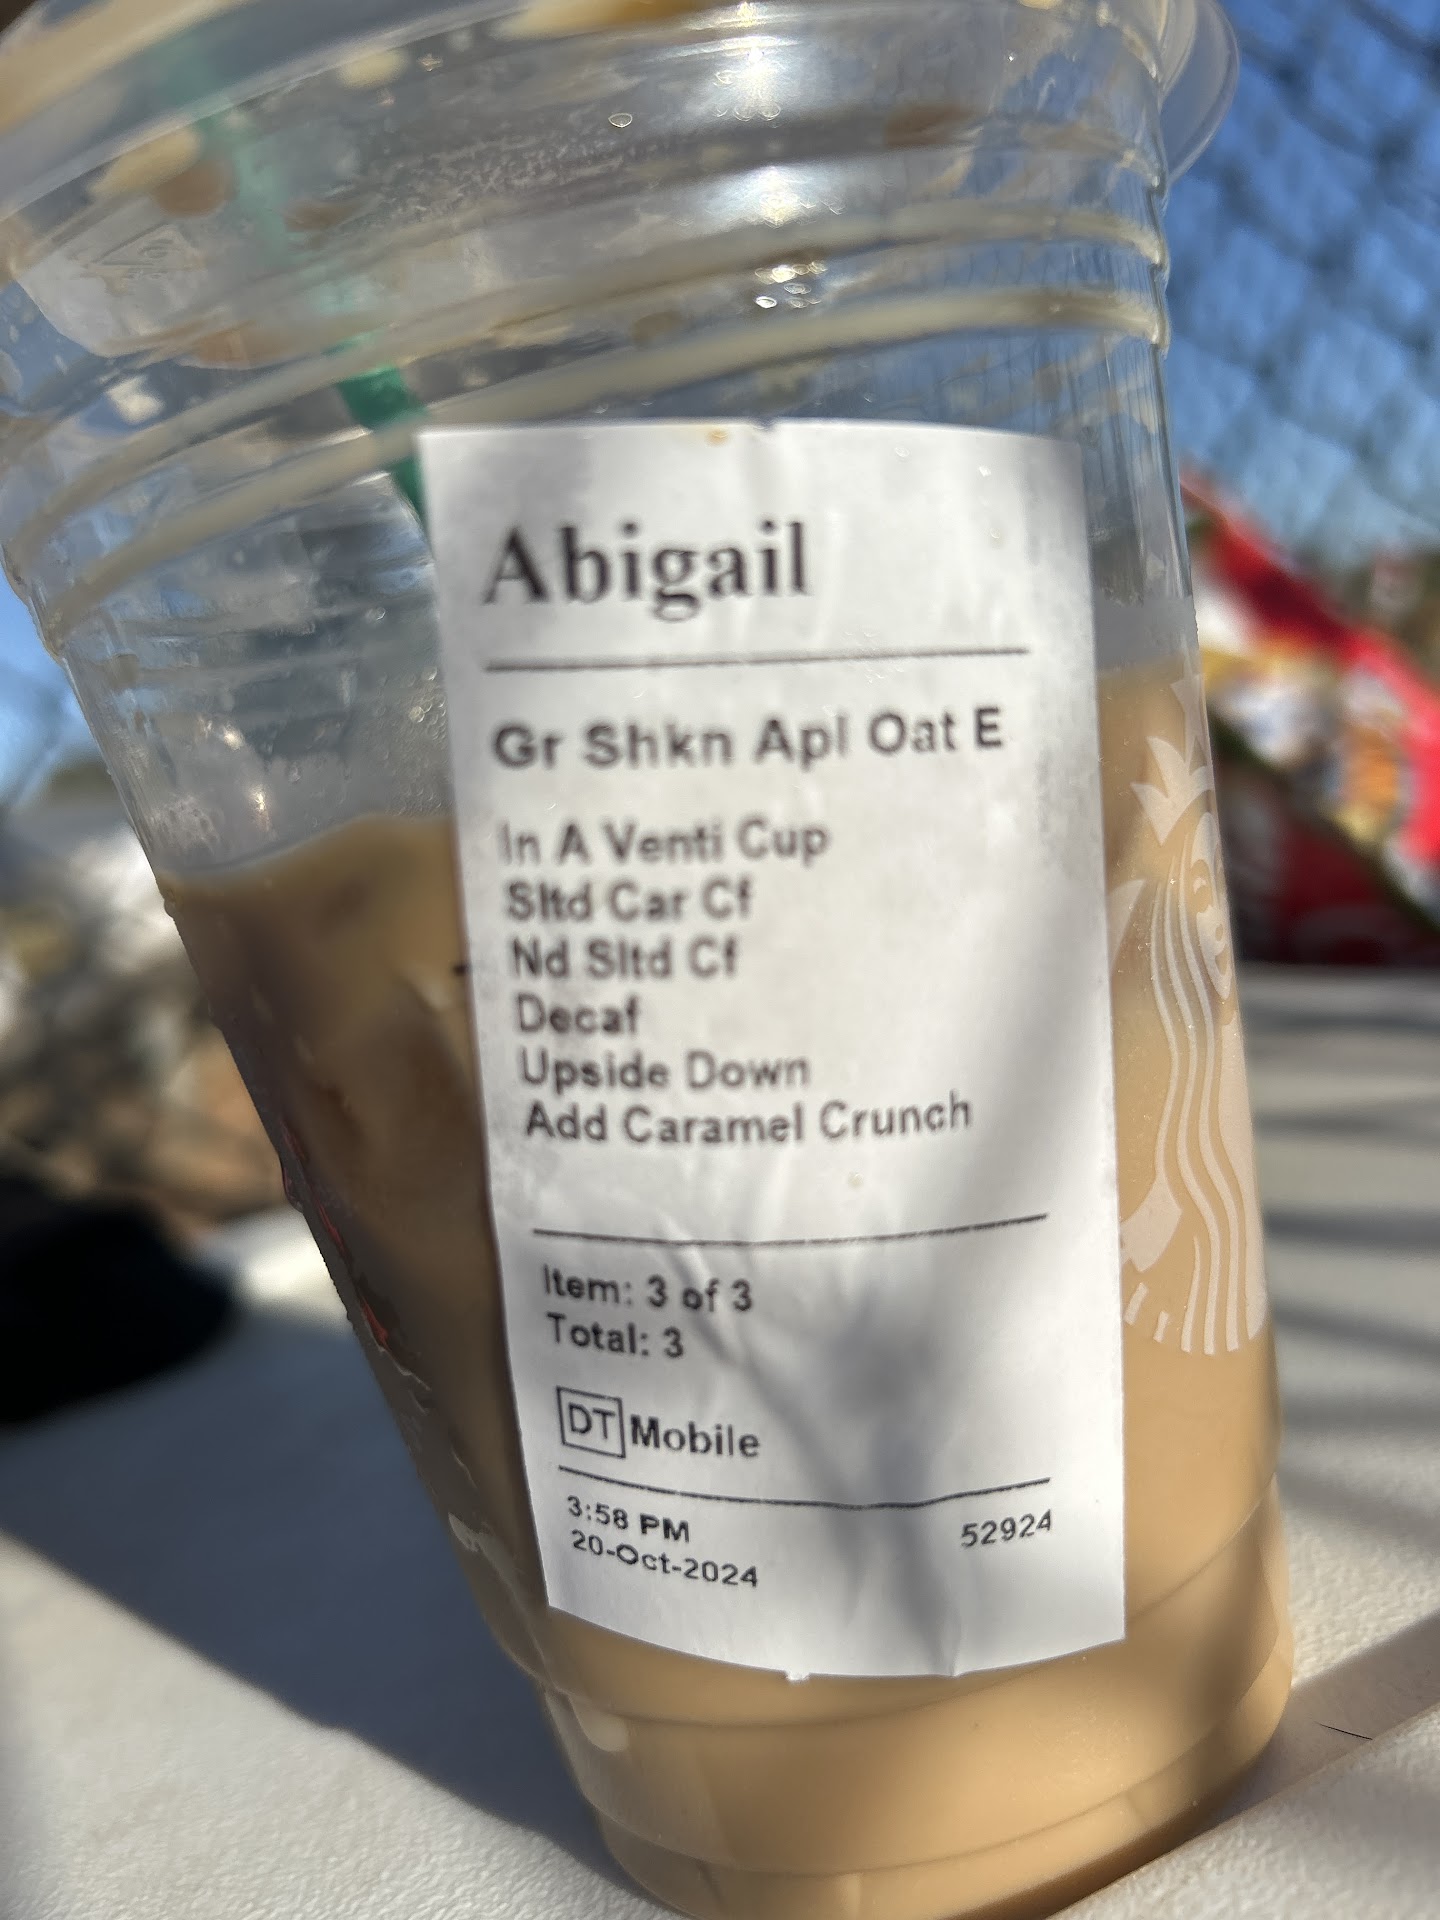 Abigail
Gr Shkn Apl Oat E
In A Venti Cup
Sltd Car Cf
Nd Sltd Cf
Decaf
Upside Down
Add Caramel Crunch
Item: 3 of 3
Total: 3
DT Mobile
3:58 PM 52924
20-Oct-2024